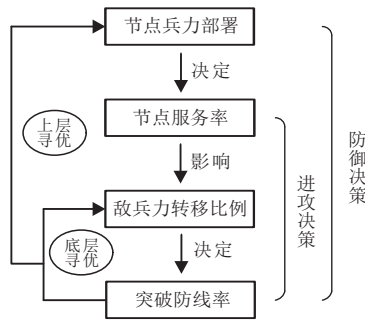 节点兵力部署
决定
节点服务率
上层
寻优
影响
敌兵力转移比例
底层
寻优
决定
突破防线率
进攻决策
防御决策